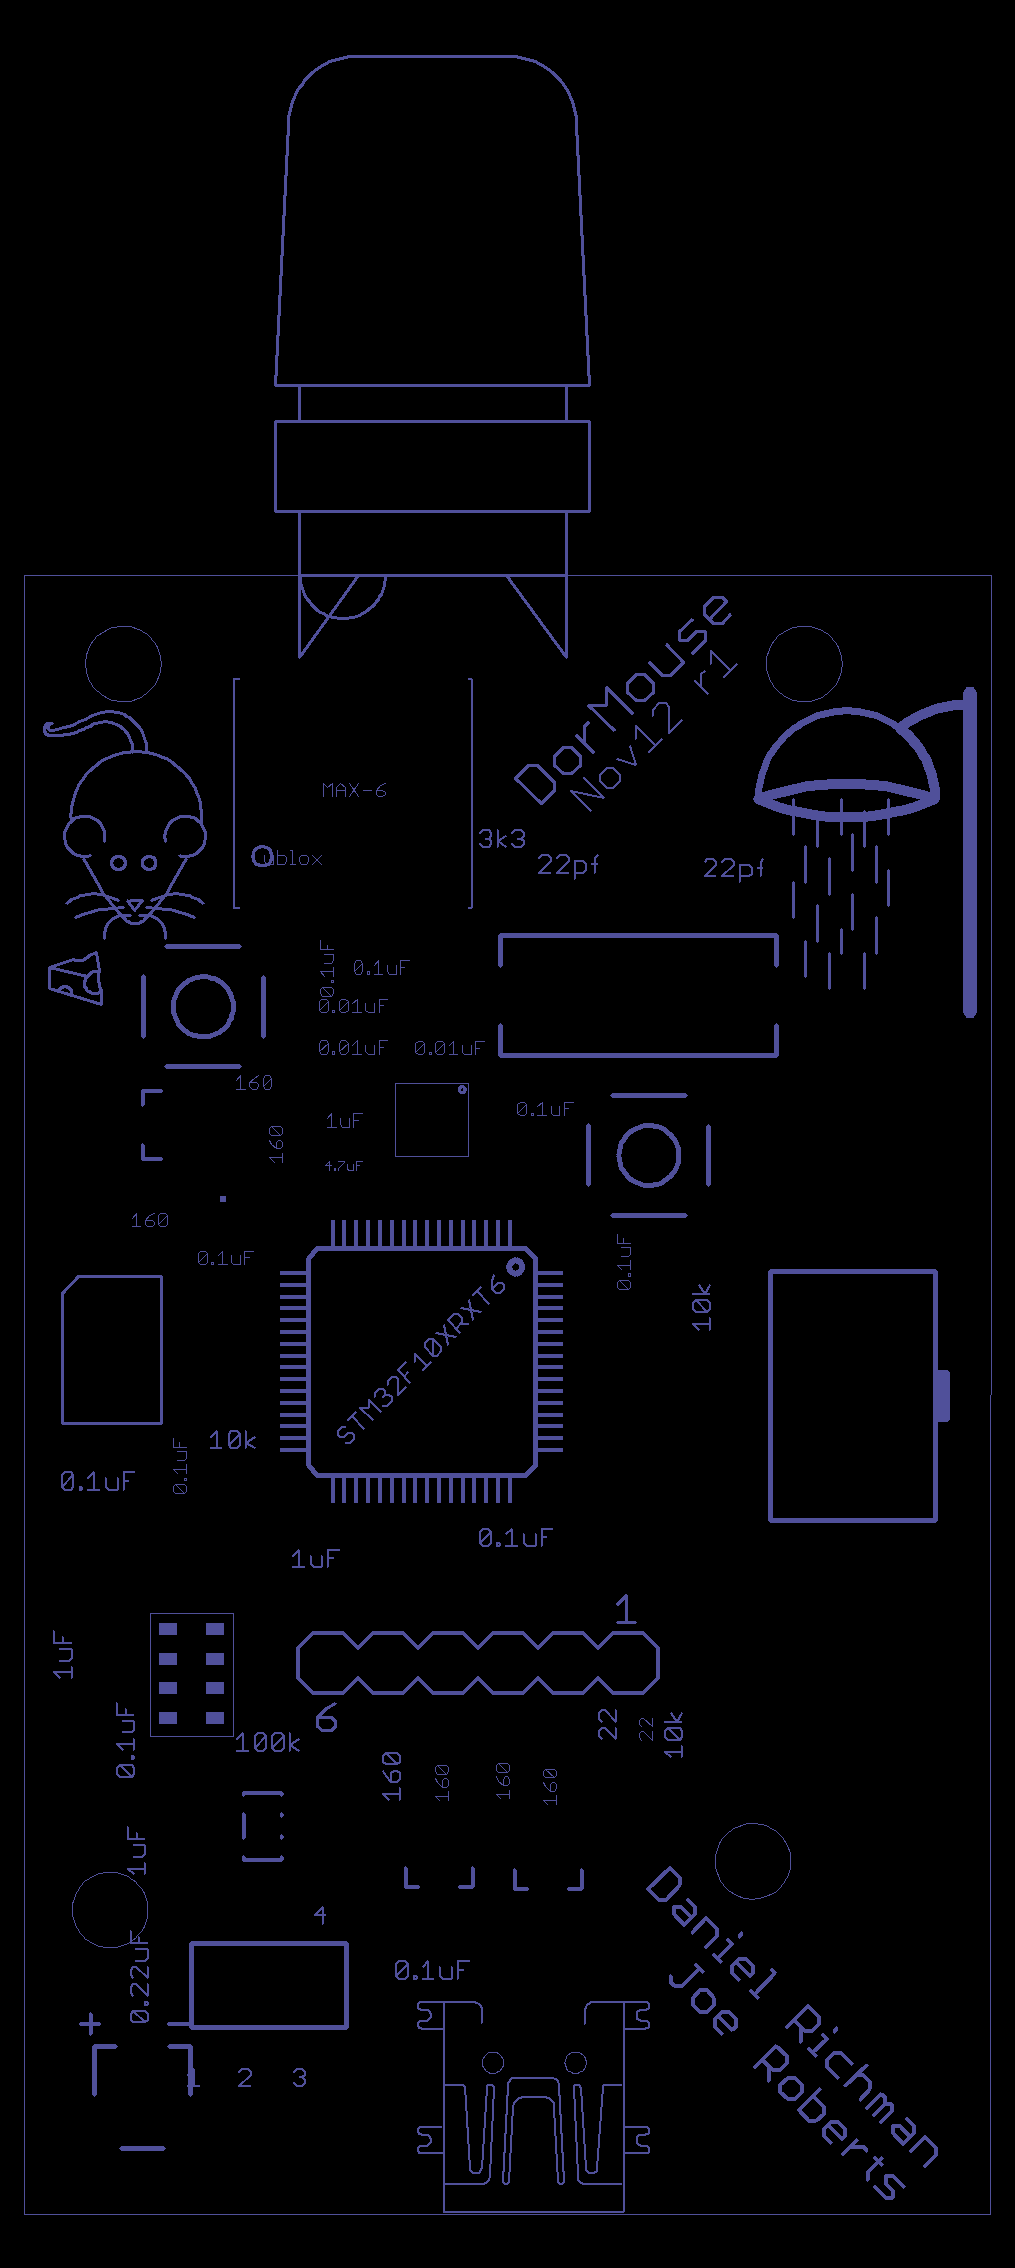 DorMouse
Nov12 r1
MAX-6
ublox
3k3
22pf
22pf
0.1uF
0.1uF
0.01uF
0.01uF
0.01uF
160
1uF
0.1uF
160
4.7uF
160
0.1uF
0.1uF
10k
STM32F10XRXT6
10k
0.1uF
0.1uF
0.1uF
1uF
1
1uF
6
22
22
10k
0.1uF
100k
160
160
160
160
1uF
4
0.22uF
0.1uF
+
−
1 2 3
Daniel Richman
Joe Roberts